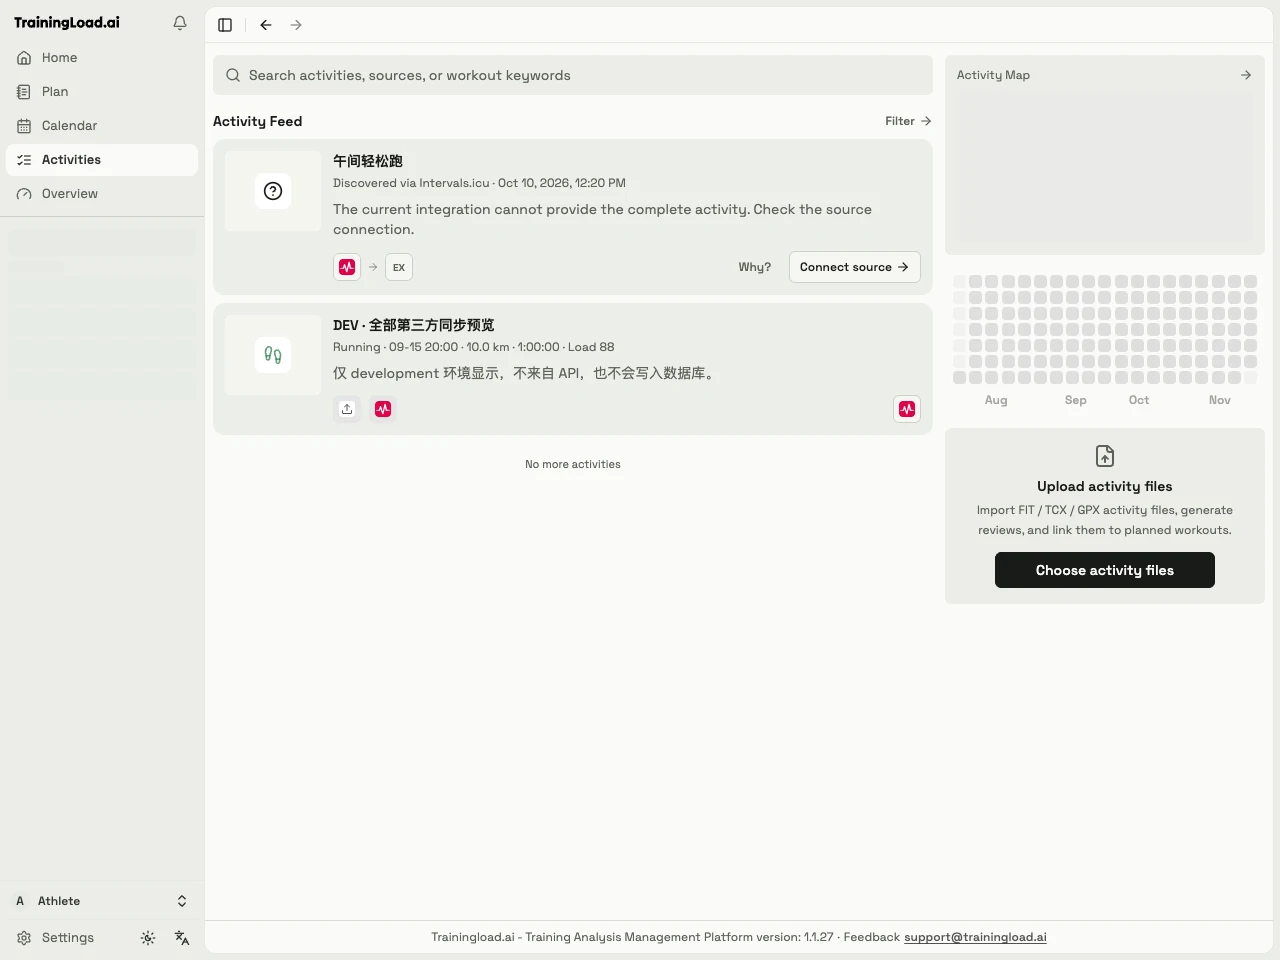 TrainingLoad.ai
Home
Plan
Calendar
Activities
Overview
A Athlete
Settings
Search activities, sources, or workout keywords
Activity Feed
Filter
午间轻松跑
Discovered via Intervals.icu · Oct 10, 2026, 12:20 PM
The current integration cannot provide the complete activity. Check the source
connection.
EX
Why?
Connect source
DEV · 全部第三方同步预览
Running · 09-15 20:00 · 10.0 km · 1:00:00 · Load 88
仅 development 环境显示，不来自 API，也不会写入数据库。
No more activities
Activity Map
Aug Sep Oct Nov
Upload activity files
Import FIT / TCX / GPX activity files, generate
reviews, and link them to planned workouts.
Choose activity files
Trainingload.ai - Training Analysis Management Platform version: 1.1.27 · Feedback support@trainingload.ai